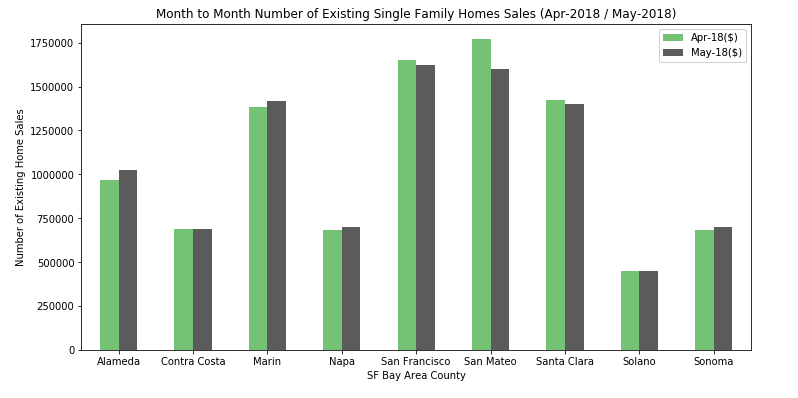 Month to Month Number of Existing Single Family Homes Sales (Apr-2018 / May-2018)
Apr-18($)
May-18($)
1750000
1500000
1250000
1000000
750000
500000
250000
0
Number of Existing Home Sales
Alameda
Contra Costa
Marin
Napa
San Francisco
San Mateo
Santa Clara
Solano
Sonoma
SF Bay Area County